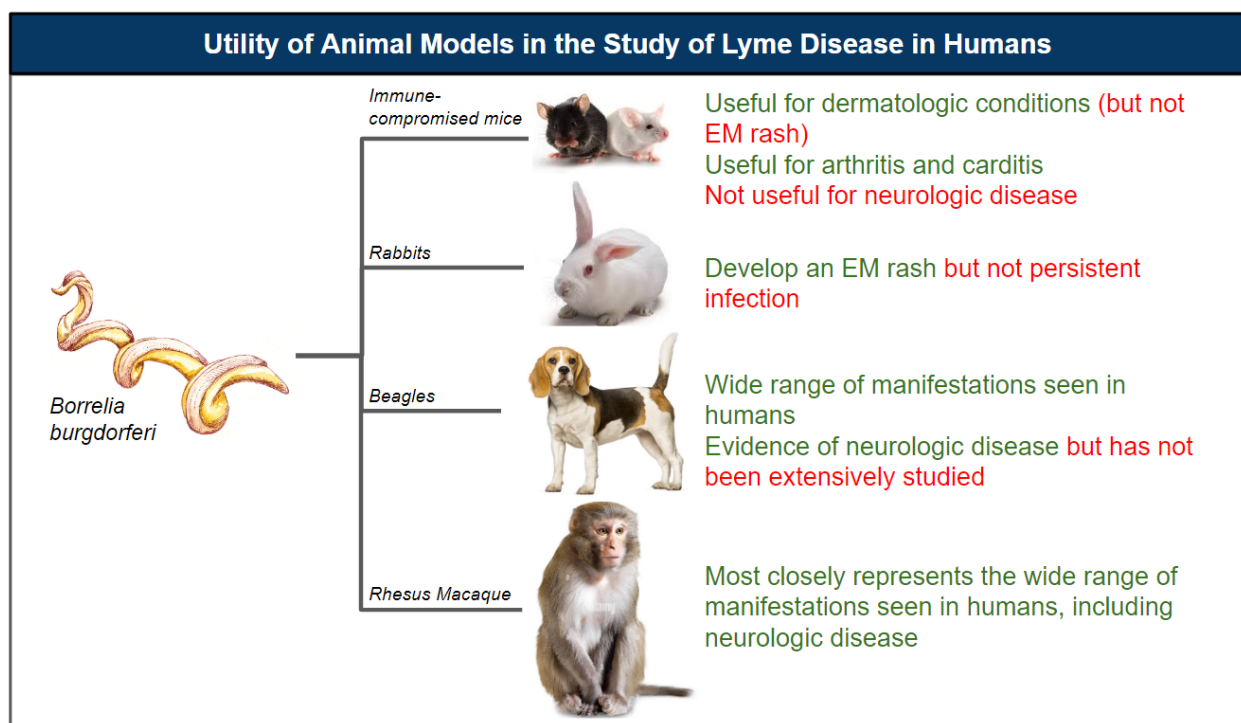 Utility of Animal Models in the Study of Lyme Disease in Humans
Immune-
compromised mice
Useful for dermatologic conditions (but not
EM rash)
Useful for arthritis and carditis
Not useful for neurologic disease
Rabbits
Develop an EM rash but not persistent
infection
Borrelia
burgdorferi
Beagles
Wide range of manifestations seen in
humans
Evidence of neurologic disease but has not
been extensively studied
Rhesus Macaque
Most closely represents the wide range of
manifestations seen in humans, including
neurologic disease